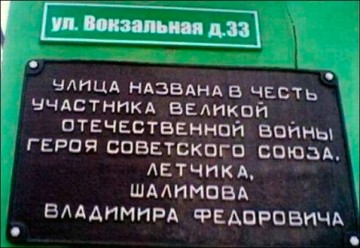 ул. Вокзальная д.33
УЛИЦА НАЗВАНА В ЧЕСТЬ
УЧАСТНИКА ВЕЛИКОЙ
ОТЕЧЕСТВЕННОЙ ВОЙНЫ
ГЕРОЯ СОВЕТСКОГО СОЮЗА,
ЛЕТЧИКА,
ШАЛИМОВА
ВЛАДИМИРА ФЕДОРОВИЧА